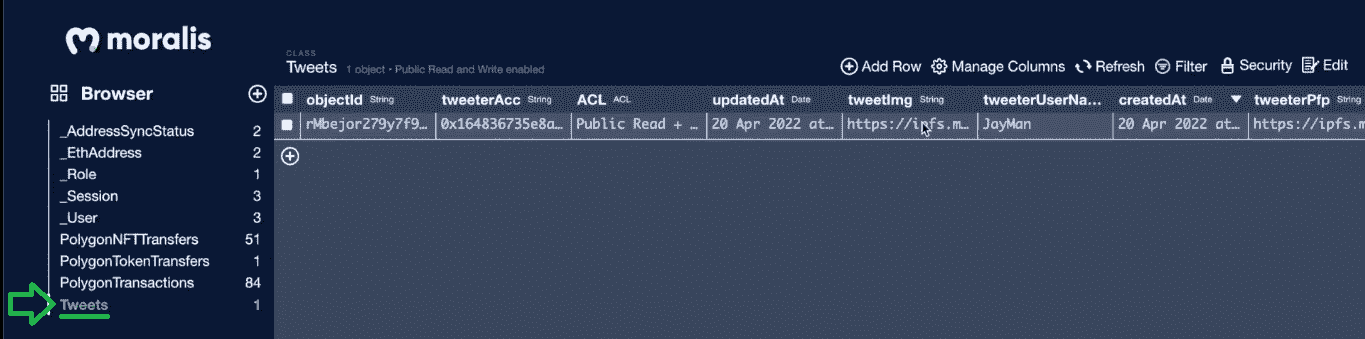 moralis
CLASS
Tweets 1 object • Public Read and Write enabled
Add Row Manage Columns Refresh Filter Security Edit
Browser
objectId String tweeterAcc String ACL ACL updatedAt Date tweetImg String tweeterUserNa... createdAt Date tweeterPfp String
rMbejor279y7f9... 0x164836735e8a... Public Read + ... 20 Apr 2022 at... https://ipfs.m... JayMan 20 Apr 2022 at... https://ipfs.m
_AddressSyncStatus 2
_EthAddress 2
_Role 1
_Session 3
_User 3
PolygonNFTTransfers 51
PolygonTokenTransfers 1
PolygonTransactions 84
Tweets 1